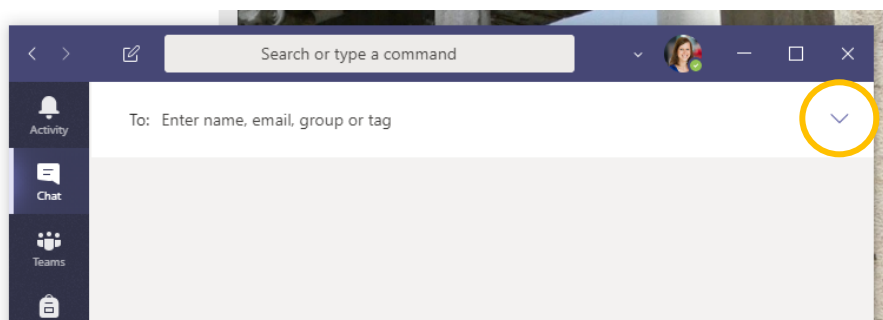 Search or type a command
Activity
To: Enter name, email, group or tag
Chat
Teams